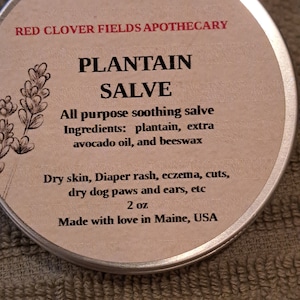 RED CLOVER FIELDS APOTHECARY
PLANTAIN
SALVE
All purpose soothing salve
Ingredients: plantain, extra
avocado oil, and beeswax
Dry skin, Diaper rash, eczema, cuts,
dry dog paws and ears, etc
2 oz
Made with love in Maine, USA